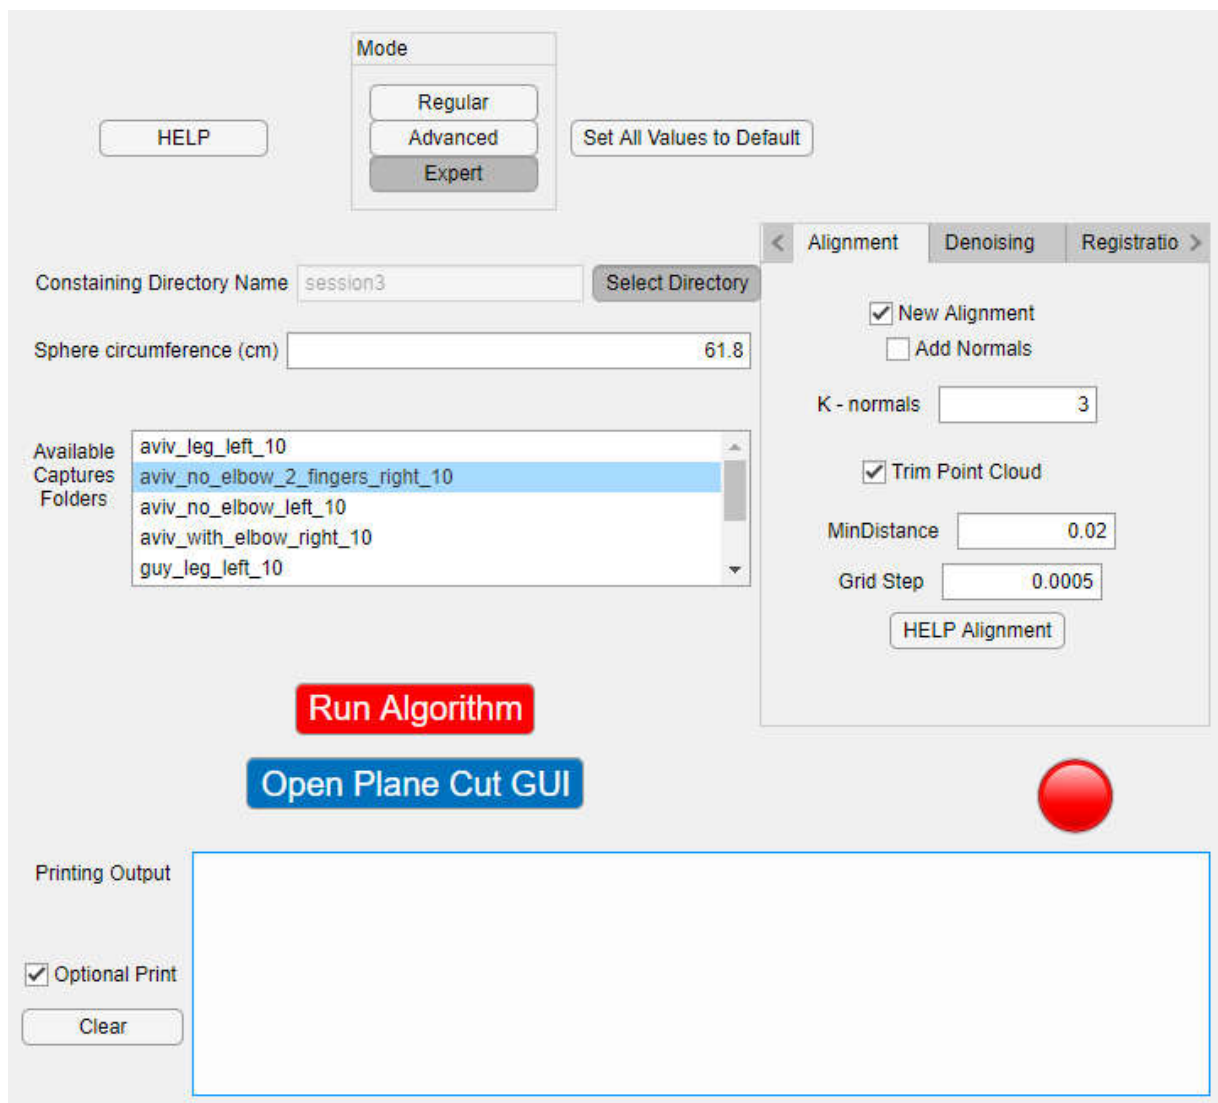 Mode
Regular
HELP
Advanced
Set All Values to Default
Expert
< Alignment Denoising Registratio >
Constaining Directory Name session3 Select Directory
New Alignment
Sphere circumference (cm) 61.8
Add Normals
K - normals 3
Available
Captures
Folders
aviv_leg_left_10
aviv_no_elbow_2_fingers_right_10
aviv_no_elbow_left_10
aviv_with_elbow_right_10
guy_leg_left_10
Trim Point Cloud
MinDistance 0.02
Grid Step 0.0005
HELP Alignment
Run Algorithm
Open Plane Cut GUI
Printing Output
Optional Print
Clear